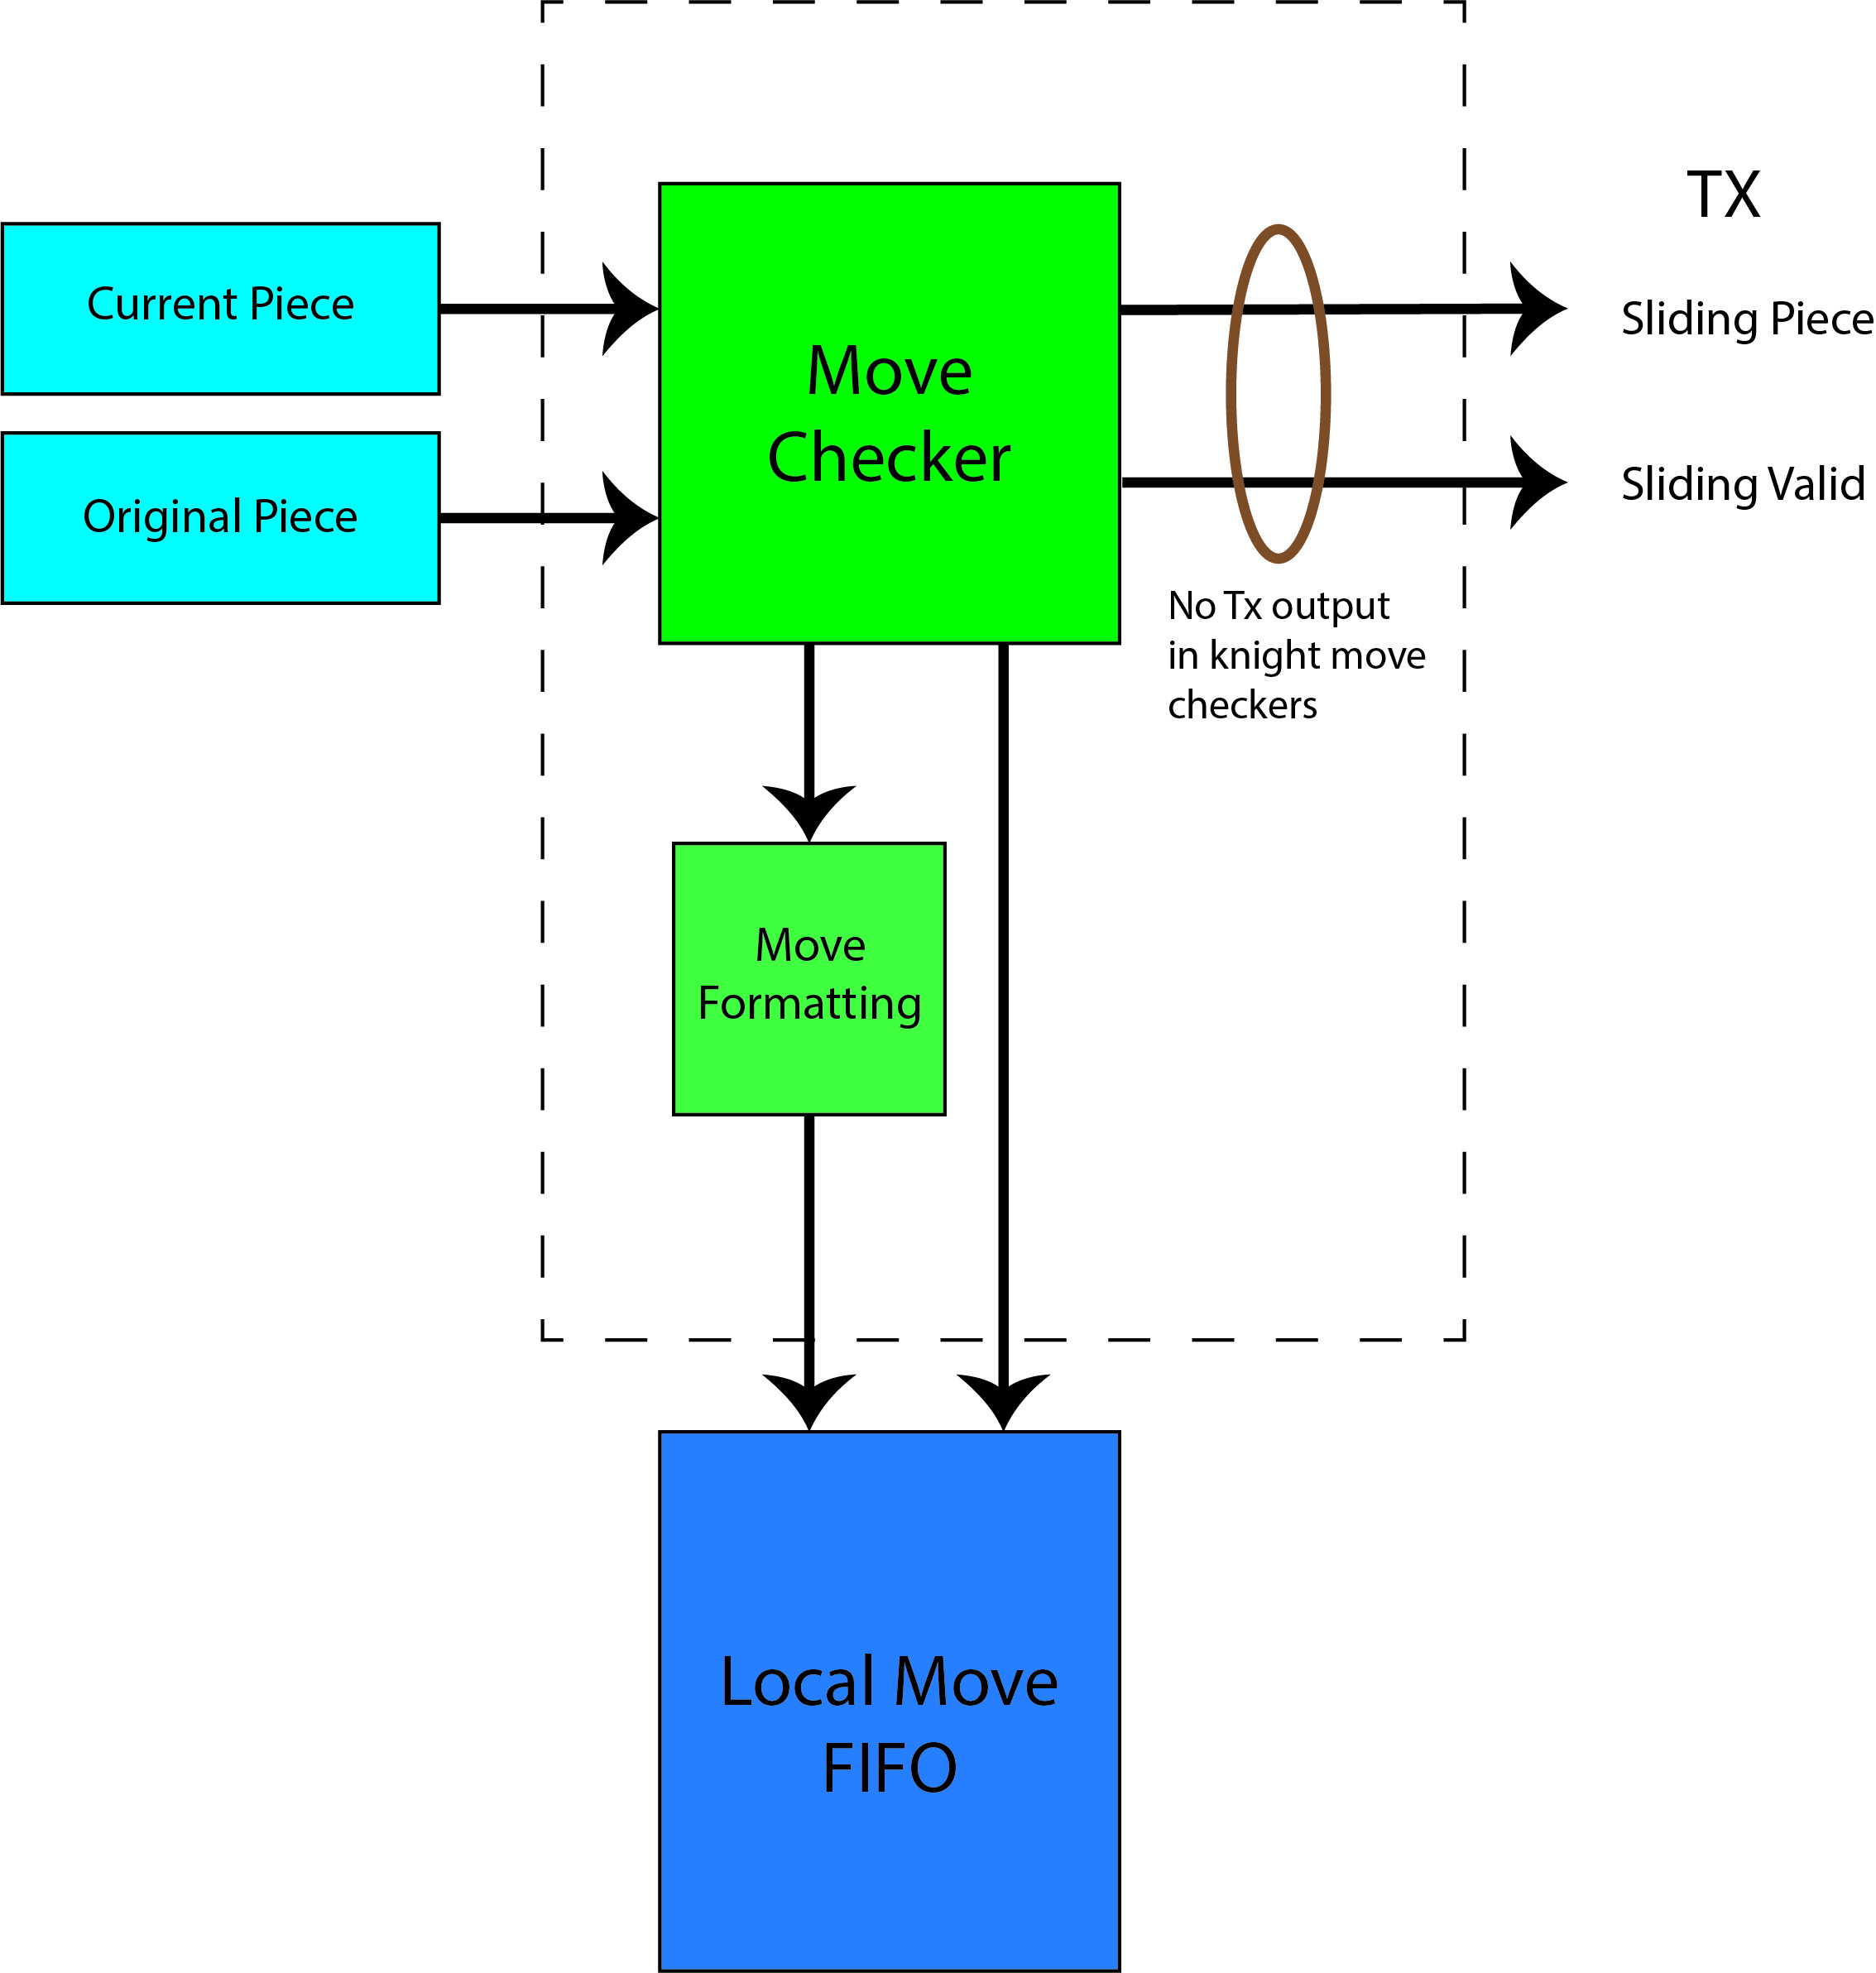 TX
Current Piece
Sliding Piece
Move
Checker
Original Piece
Sliding Valid
No Tx output
in knight move
checkers
Move
Formatting
Local Move
FIFO